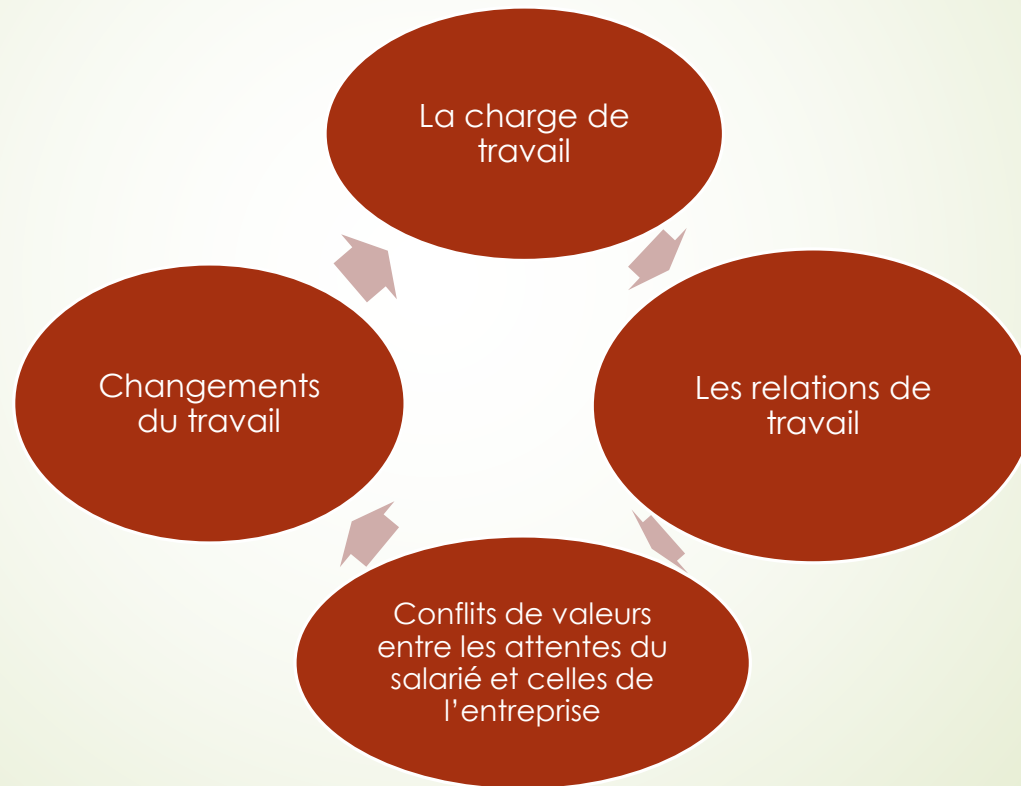 La charge de
travail
Changements
du travail
Les relations de
travail
Conflits de valeurs
entre les attentes du
salarié et celles de
l’entreprise